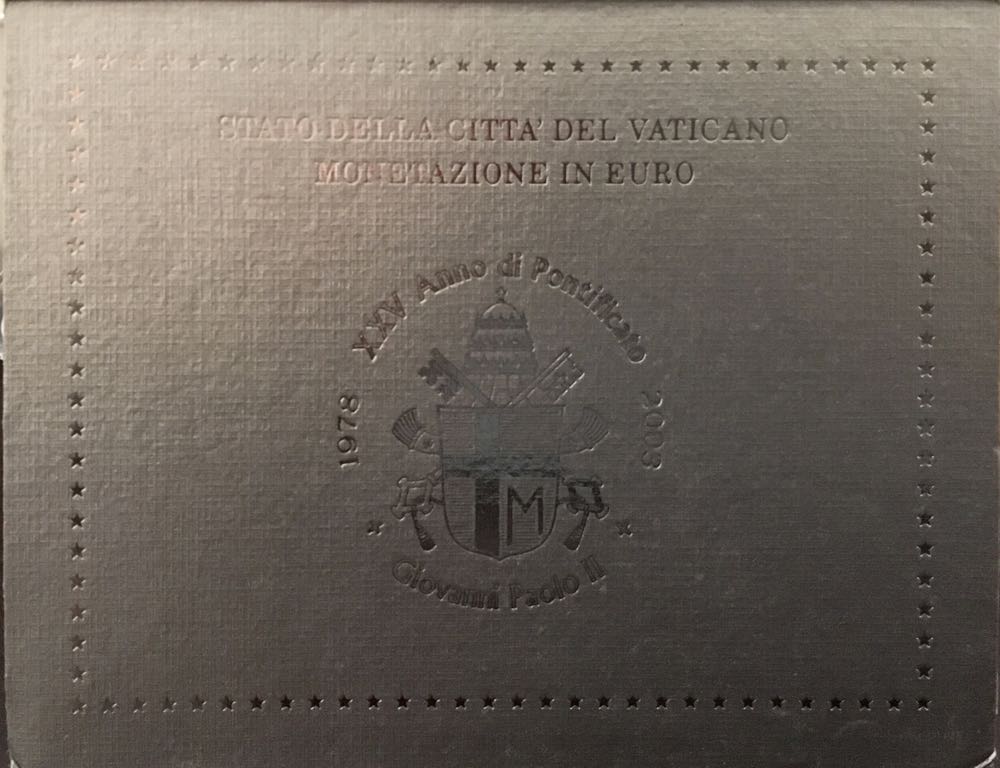 STATO DELLA CITTA' DEL VATICANO
MONETAZIONE IN EURO
XXV Anno di Pontificato
1978
2003
M
Giovanni Paolo II